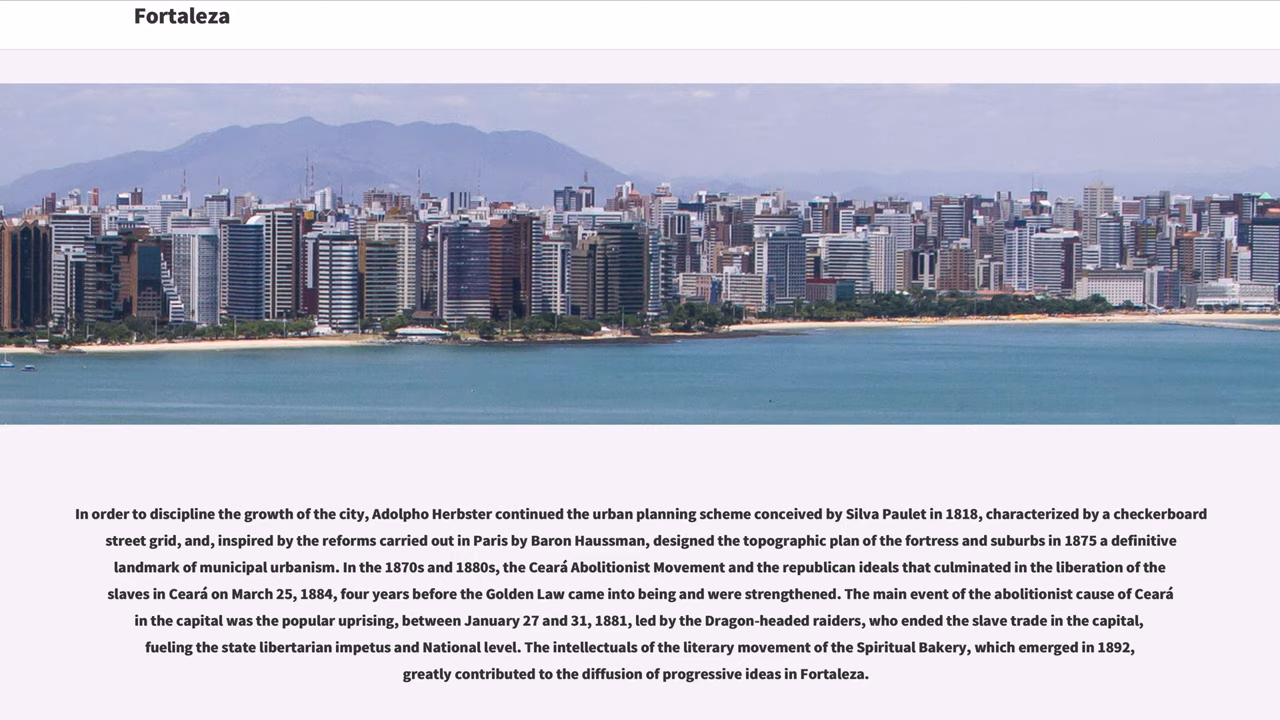 Fortaleza
In order to discipline the growth of the city, Adolpho Herbster continued the urban planning scheme conceived by Silva Paulet in 1818, characterized by a checkerboard
street grid, and, inspired by the reforms carried out in Paris by Baron Haussman, designed the topographic plan of the fortress and suburbs in 1875 a definitive
landmark of municipal urbanism. In the 1870s and 1880s, the Ceará Abolitionist Movement and the republican ideals that culminated in the liberation of the
slaves in Ceará on March 25, 1884, four years before the Golden Law came into being and were strengthened. The main event of the abolitionist cause of Ceará
in the capital was the popular uprising, between January 27 and 31, 1881, led by the Dragon-headed raiders, who ended the slave trade in the capital,
fueling the state libertarian impetus and National level. The intellectuals of the literary movement of the Spiritual Bakery, which emerged in 1892,
greatly contributed to the diffusion of progressive ideas in Fortaleza.